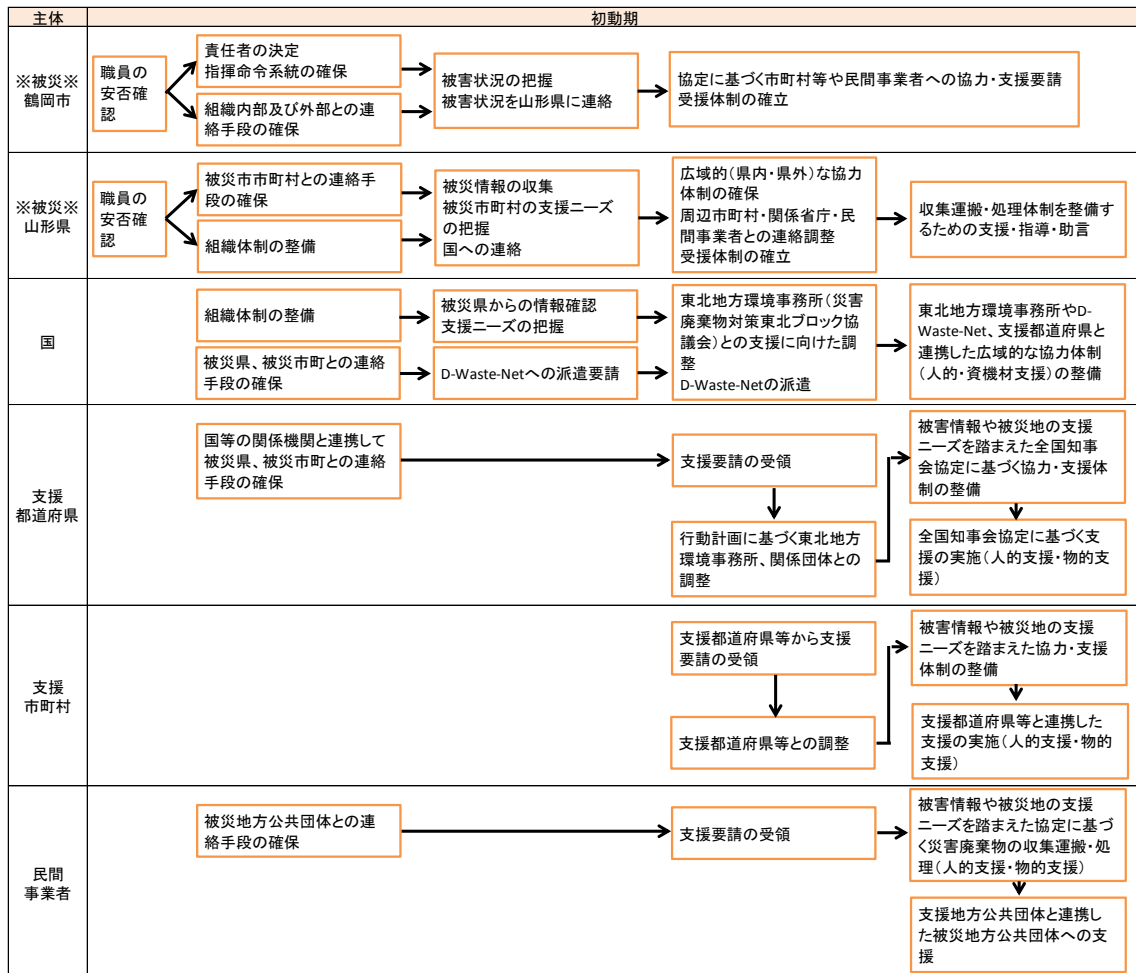 主体
初動期
※被災※
鶴岡市
職員の
安否確
認
責任者の決定
指揮命令系統の確保
組織内部及び外部との連
絡手段の確保
被害状況の把握
被害状況を山形県に連絡
協定に基づく市町村等や民間事業者への協力・支援要請
受援体制の確立
※被災※
山形県
職員の
安否確
認
被災市市町村との連絡手
段の確保
組織体制の整備
被災情報の収集
被災市町村の支援ニーズ
の把握
国への連絡
広域的(県内・県外)な協力
体制の確保
周辺市町村・関係省庁・民
間事業者との連絡調整
受援体制の確立
収集運搬・処理体制を整備す
るための支援・指導・助言
国
組織体制の整備
被災県、被災市町との連絡
手段の確保
被災県からの情報確認
支援ニーズの把握
D-Waste-Netへの派遣要請
東北地方環境事務所(災害
廃棄物対策東北ブロック協
議会)との支援に向けた調
整
D-Waste-Netの派遣
東北地方環境事務所やD-
Waste-Net、支援都道府県と
連携した広域的な協力体制
(人的・資機材支援)の整備
支援
都道府県
国等の関係機関と連携して
被災県、被災市町との連絡
手段の確保
支援要請の受領
行動計画に基づく東北地方
環境事務所、関係団体との
調整
被害情報や被災地の支援
ニーズを踏まえた全国知事
会協定に基づく協力・支援体
制の整備
全国知事会協定に基づく支
援の実施(人的支援・物的支
援)
支援
市町村
支援都道府県等から支援
要請の受領
支援都道府県等との調整
被害情報や被災地の支援
ニーズを踏まえた協力・支援
体制の整備
支援都道府県等と連携した
支援の実施(人的支援・物的
支援)
民間
事業者
被災地方公共団体との連
絡手段の確保
支援要請の受領
被害情報や被災地の支援
ニーズを踏まえた協定に基づ
く災害廃棄物の収集運搬・処
理(人的支援・物的支援)
支援地方公共団体と連携し
た被災地方公共団体への支
援